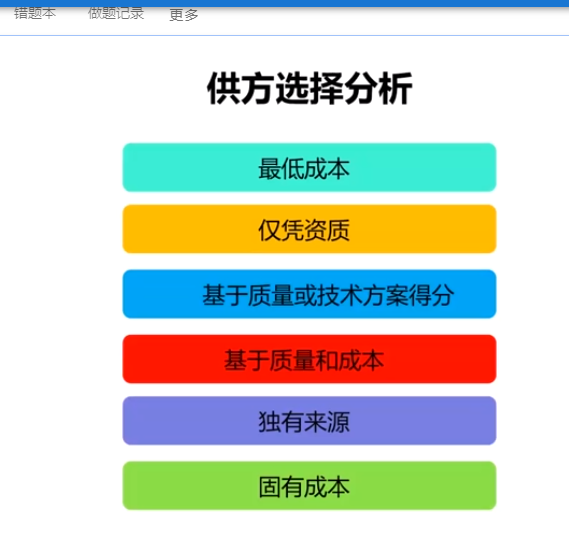 错题本 做题记录 更多
供方选择分析
最低成本
仅凭资质
基于质量或技术方案得分
基于质量和成本
独有来源
固有成本